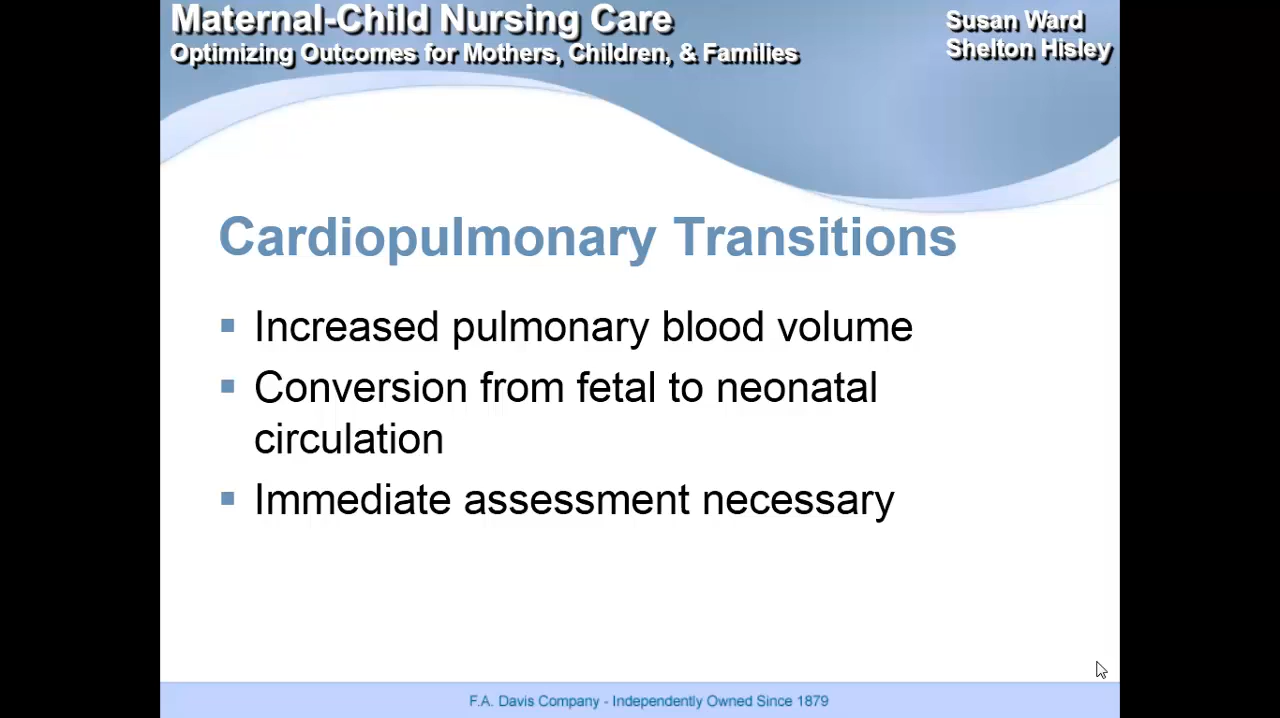 Maternal-Child Nursing Care
Optimizing Outcomes for Mothers, Children, & Families
Susan Ward
Shelton Hisley
Cardiopulmonary Transitions
▪ Increased pulmonary blood volume
▪ Conversion from fetal to neonatal
circulation
▪ Immediate assessment necessary
F.A. Davis Company - Independently Owned Since 1879